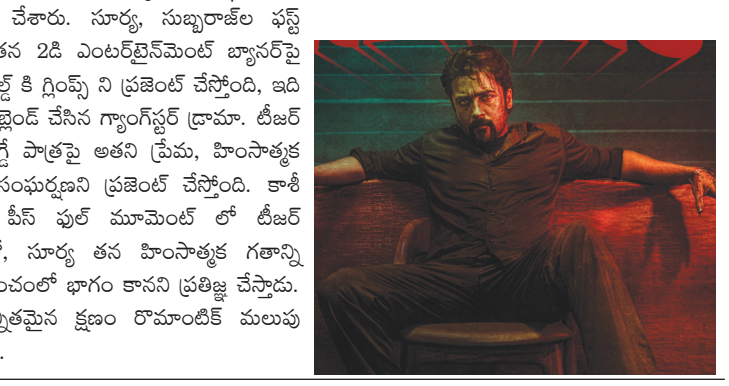 చేశారు. సూర్య, సుబ్బరాజ్‌ల ఫస్ట్
తన 2డి ఎంటర్‌టైన్‌మెంట్ బ్యానర్‌పై
కి గ్లింప్స్ ని ప్రజెంట్ చేస్తోంది, ఇది
బ్లెండ్ చేసిన గ్యాంగ్‌స్టర్ డ్రామా. టీజర్
పాత్రపై అతని ప్రేమ, హింసాత్మక
సంఘర్షణని ప్రజెంట్ చేస్తోంది. కాశీ
పీస్ ఫుల్ మూమెంట్ లో టీజర్
సూర్య తన హింసాత్మక గతాన్ని
భాగం కానని ప్రతిజ్ఞ చేస్తాడు.
క్షణం రొమాంటిక్ మలుపు